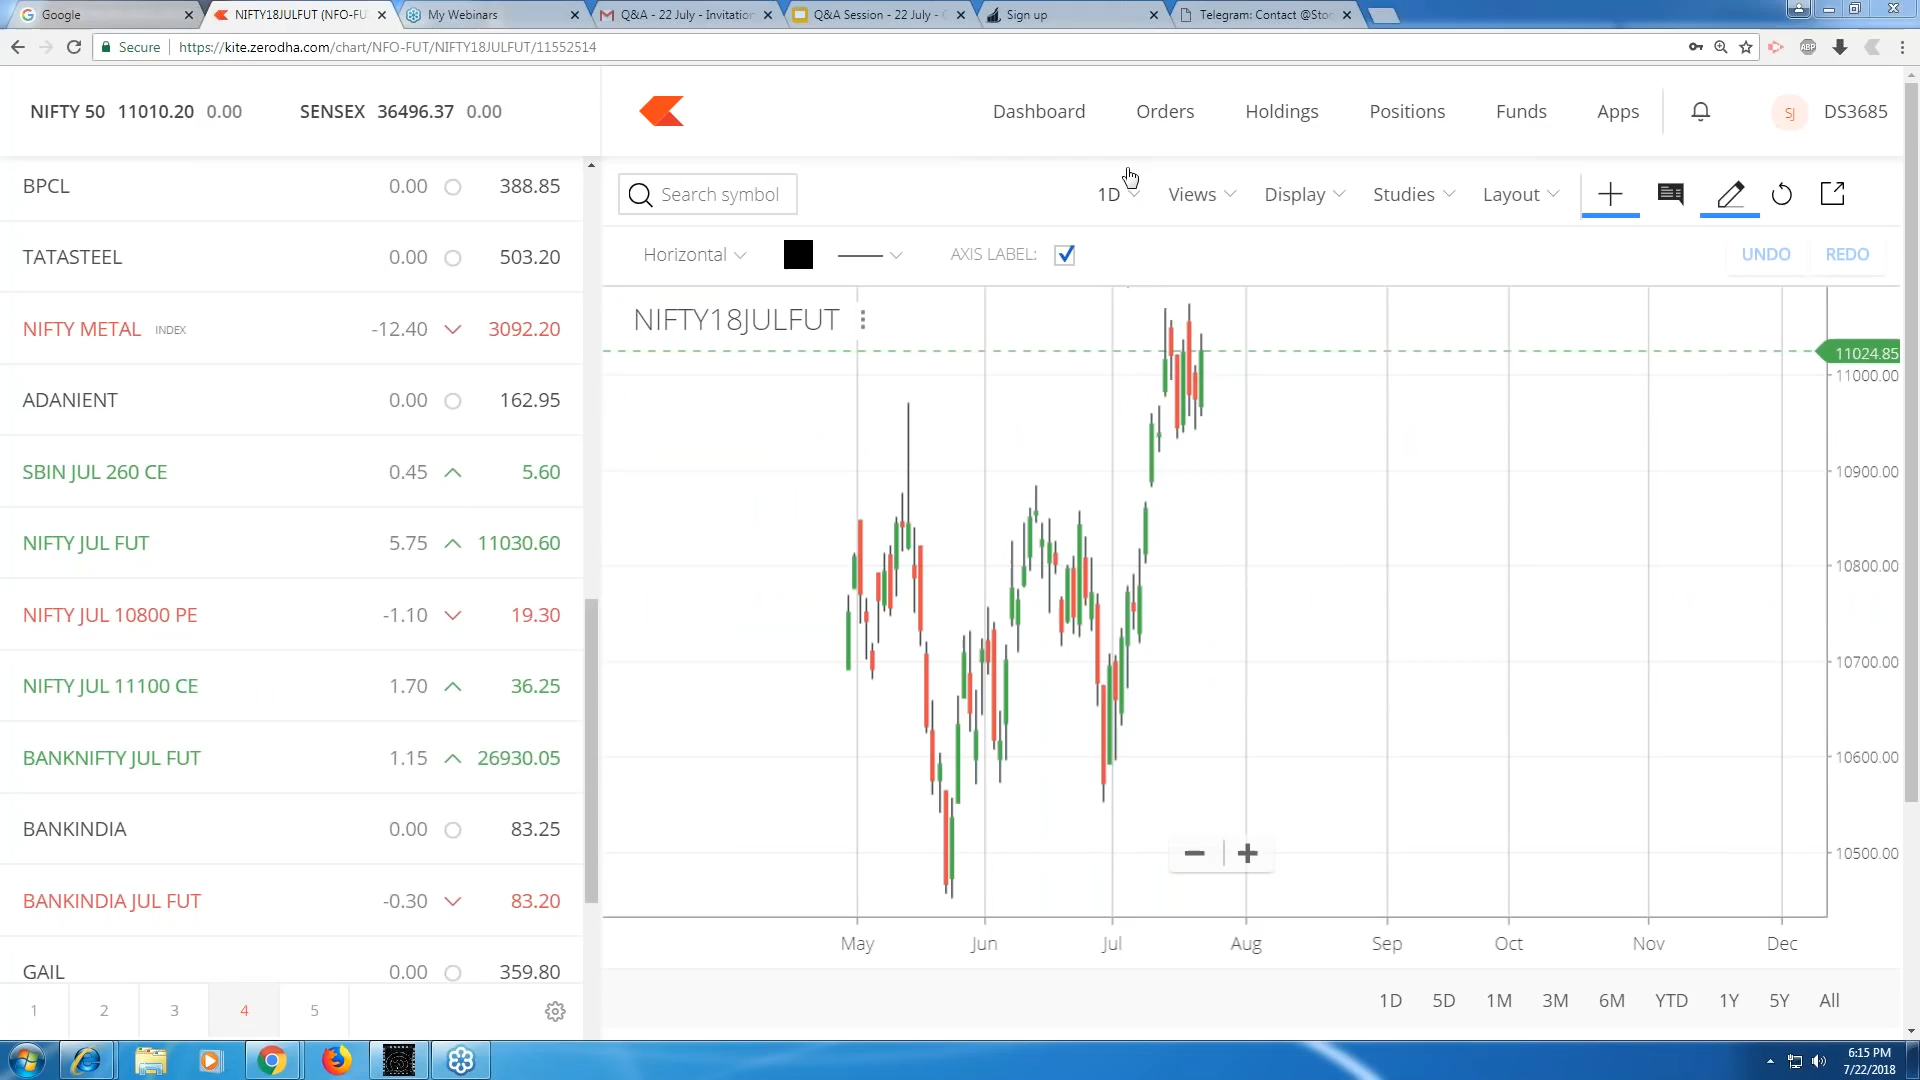 Google
NIFTY18JULFUT (NFO-FU
My Webinars
Q&A - 22 July - Invitation
Q&A Session - 22 July -
Sign up
Telegram: Contact @Sto
Secure
https://kite.zerodha.com/chart/NFO-FUT/NIFTY18JULFUT/11552514
ABP
NIFTY 50 11010.20 0.00
SENSEX 36496.37 0.00
Dashboard
Orders
Holdings
Positions
Funds
Apps
SJ
DS3685
BPCL 0.00 388.85
TATASTEEL 0.00 503.20
NIFTY METAL INDEX -12.40 3092.20
ADANIENT 0.00 162.95
SBIN JUL 260 CE 0.45 5.60
NIFTY JUL FUT 5.75 11030.60
NIFTY JUL 10800 PE -1.10 19.30
NIFTY JUL 11100 CE 1.70 36.25
BANKNIFTY JUL FUT 1.15 26930.05
BANKINDIA 0.00 83.25
BANKINDIA JUL FUT -0.30 83.20
GAIL 0.00 359.80
1 2 3 4 5
Search symbol
1D
Views
Display
Studies
Layout
Horizontal
AXIS LABEL:
UNDO
REDO
NIFTY18JULFUT
11024.85
11000.00
10900.00
10800.00
10700.00
10600.00
10500.00
May Jun Jul Aug Sep Oct Nov Dec
1D 5D 1M 3M 6M YTD 1Y 5Y All
6:15 PM
7/22/2018